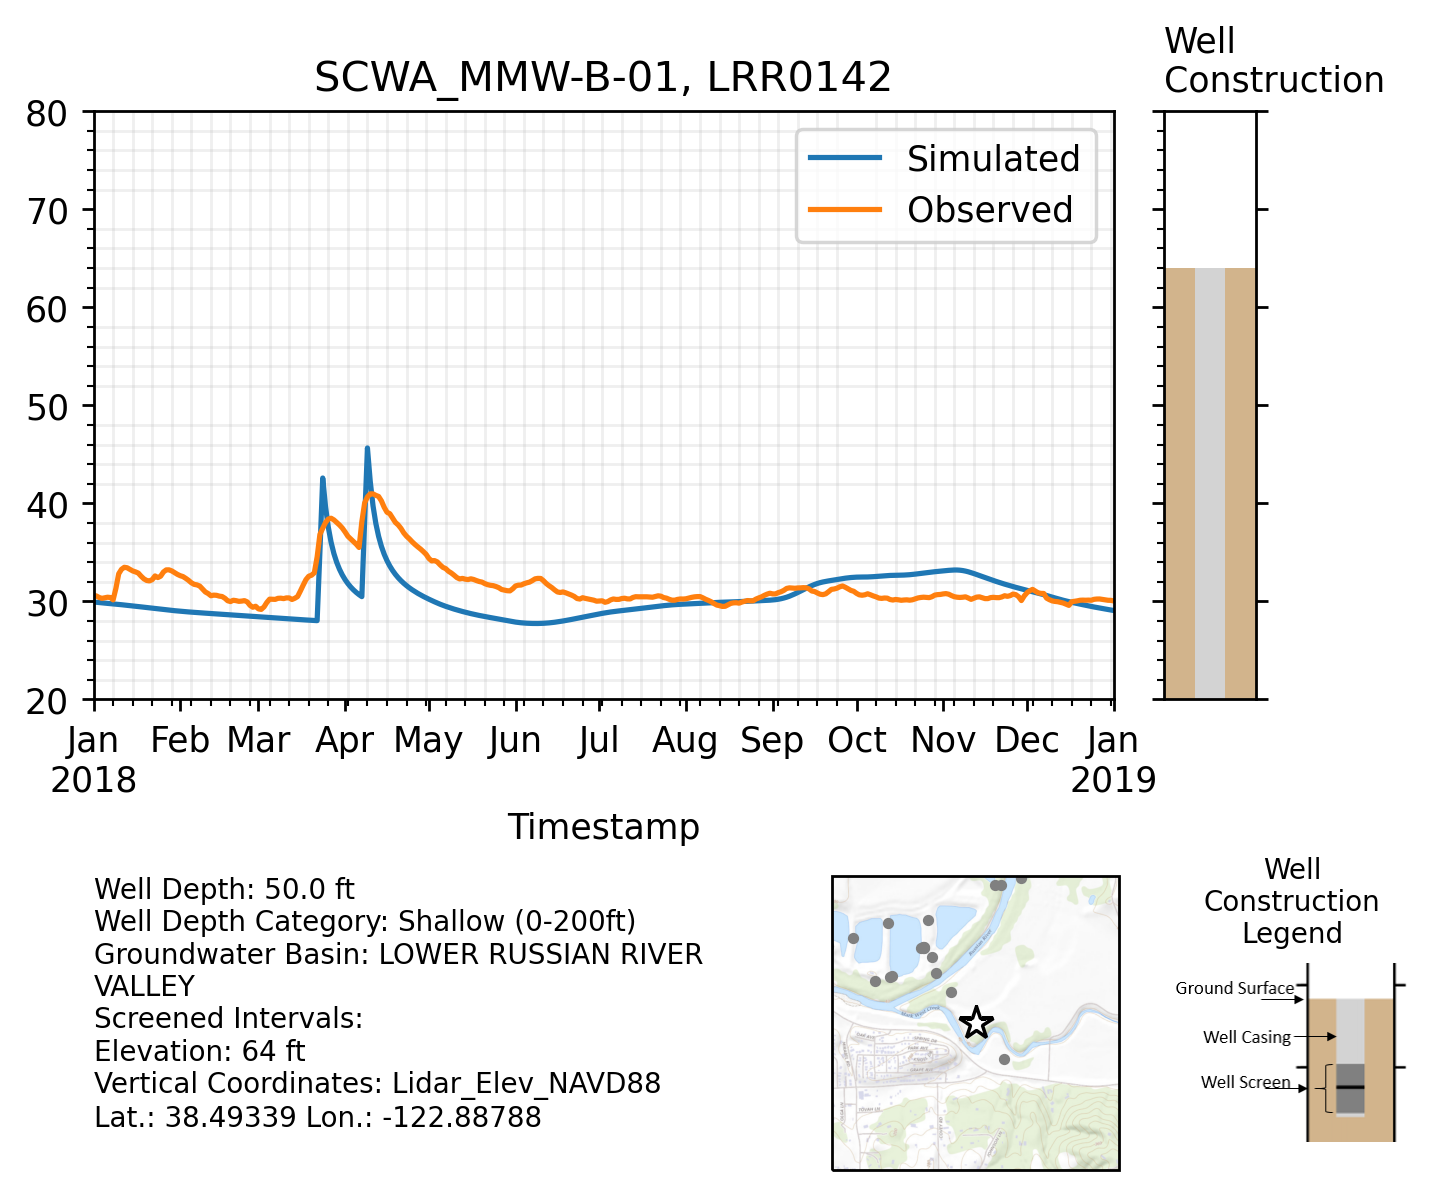 Well
Construction
SCWA_MMW-B-01, LRR0142
80
70
60
50
40
30
20
Simulated
Observed
Jan Feb Mar Apr May Jun Jul Aug Sep Oct Nov Dec Jan
2018 2019
Timestamp
Well Depth: 50.0 ft
Well Depth Category: Shallow (0-200ft)
Groundwater Basin: LOWER RUSSIAN RIVER
VALLEY
Screened Intervals:
Elevation: 64 ft
Vertical Coordinates: Lidar_Elev_NAVD88
Lat.: 38.49339 Lon.: -122.88788
Well
Construction
Legend
Ground Surface
Well Casing
Well Screen